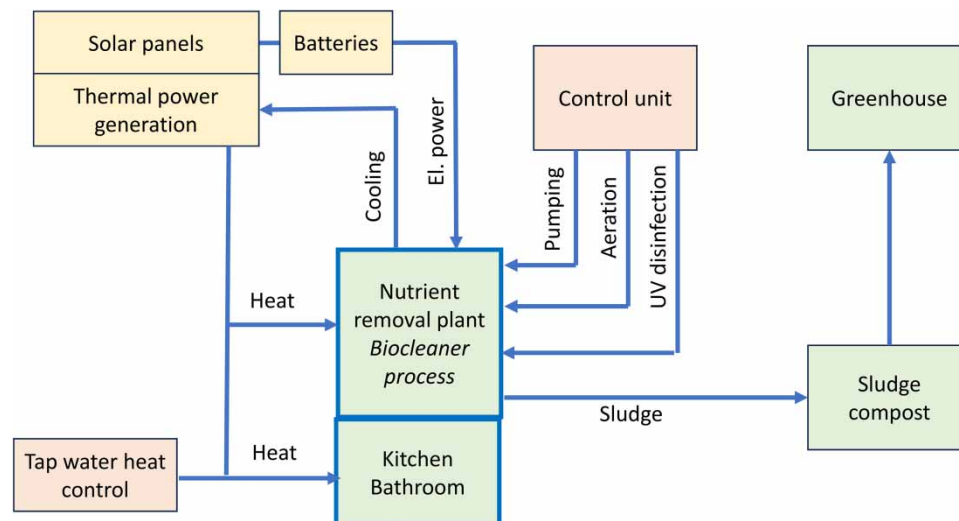 Solar panels
Batteries
Thermal power
generation
Control unit
Greenhouse
Cooling
El. power
Pumping
Aeration
UV disinfection
Heat
Nutrient
removal plant
Biocleaner
process
Sludge
Sludge
compost
Tap water heat
control
Heat
Kitchen
Bathroom